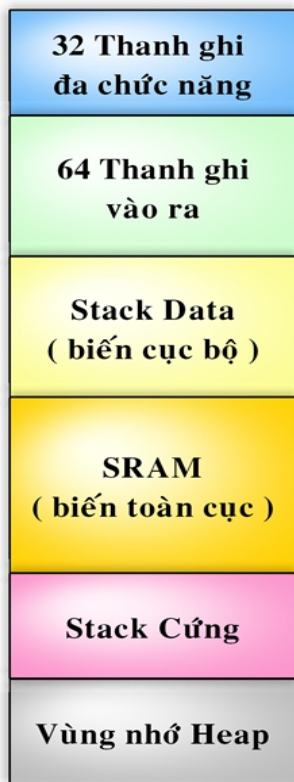 32 Thanh ghi
đa chức năng
64 Thanh ghi
vào ra
Stack Data
( biến cục bộ )
SRAM
( biến toàn cục )
Stack Cứng
Vùng nhớ Heap